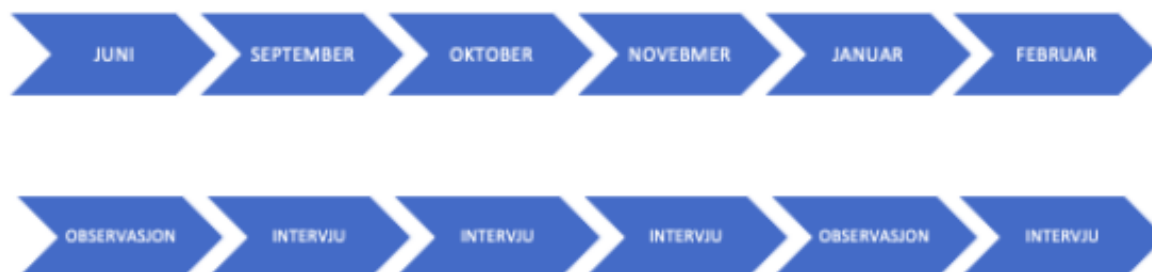 JUNI SEPTEMBER OKTOBER NOVEBMER JANUAR FEBRUAR
OBSERVASJON INTERVJU INTERVJU INTERVJU OBSERVASJON INTERVJU